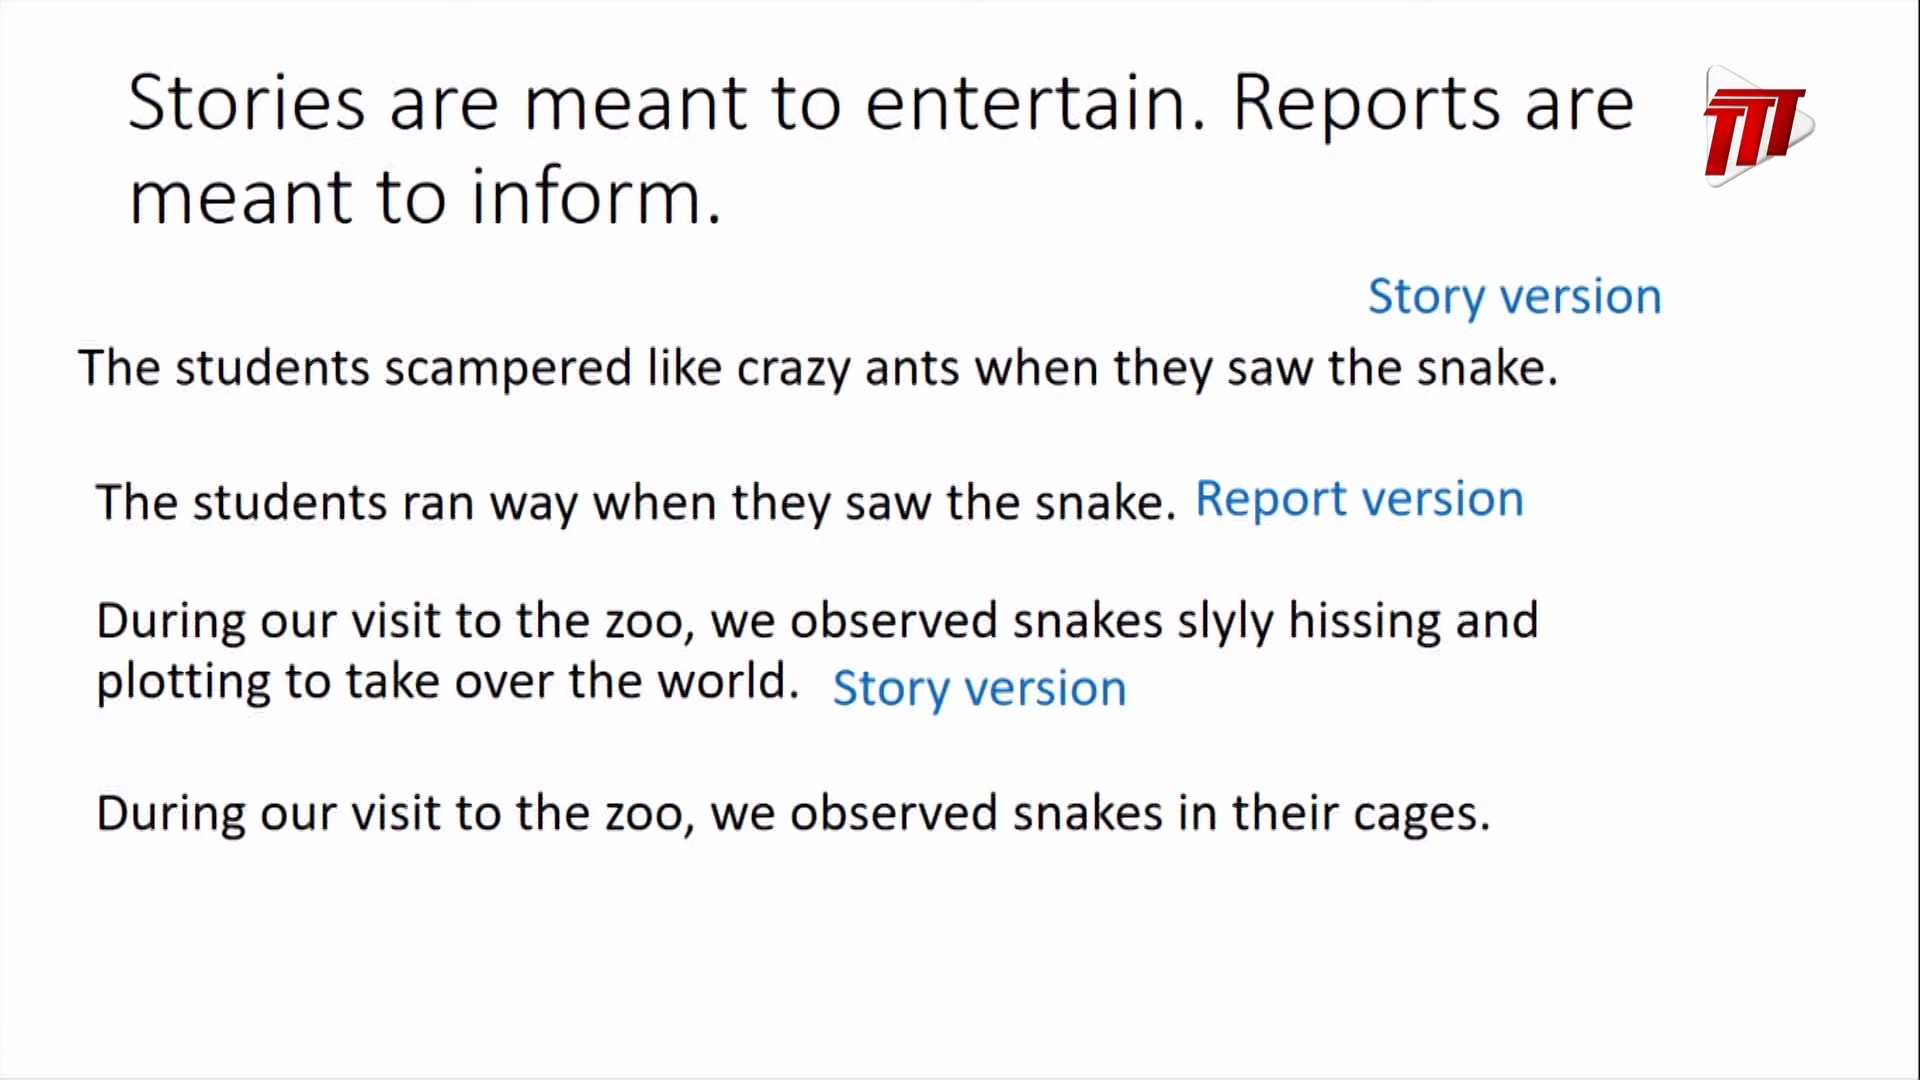 Stories are meant to entertain. Reports are
meant to inform.
TTT
Story version
The students scampered like crazy ants when they saw the snake.
The students ran way when they saw the snake. Report version
During our visit to the zoo, we observed snakes slyly hissing and
plotting to take over the world. Story version
During our visit to the zoo, we observed snakes in their cages.